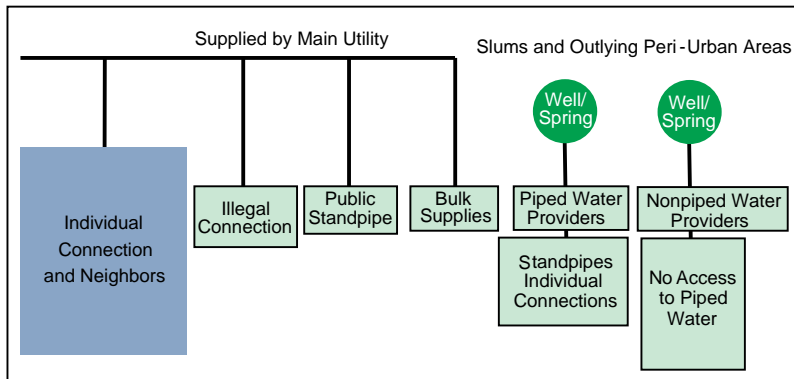 Supplied by Main Utility
Slums and Outlying Peri-Urban Areas
Well/
Spring
Well/
Spring
Individual
Connection
and Neighbors
Illegal
Connection
Public
Standpipe
Bulk
Supplies
Piped Water
Providers
Nonpiped Water
Providers
Standpipes
Individual
Connections
No Access
to Piped
Water